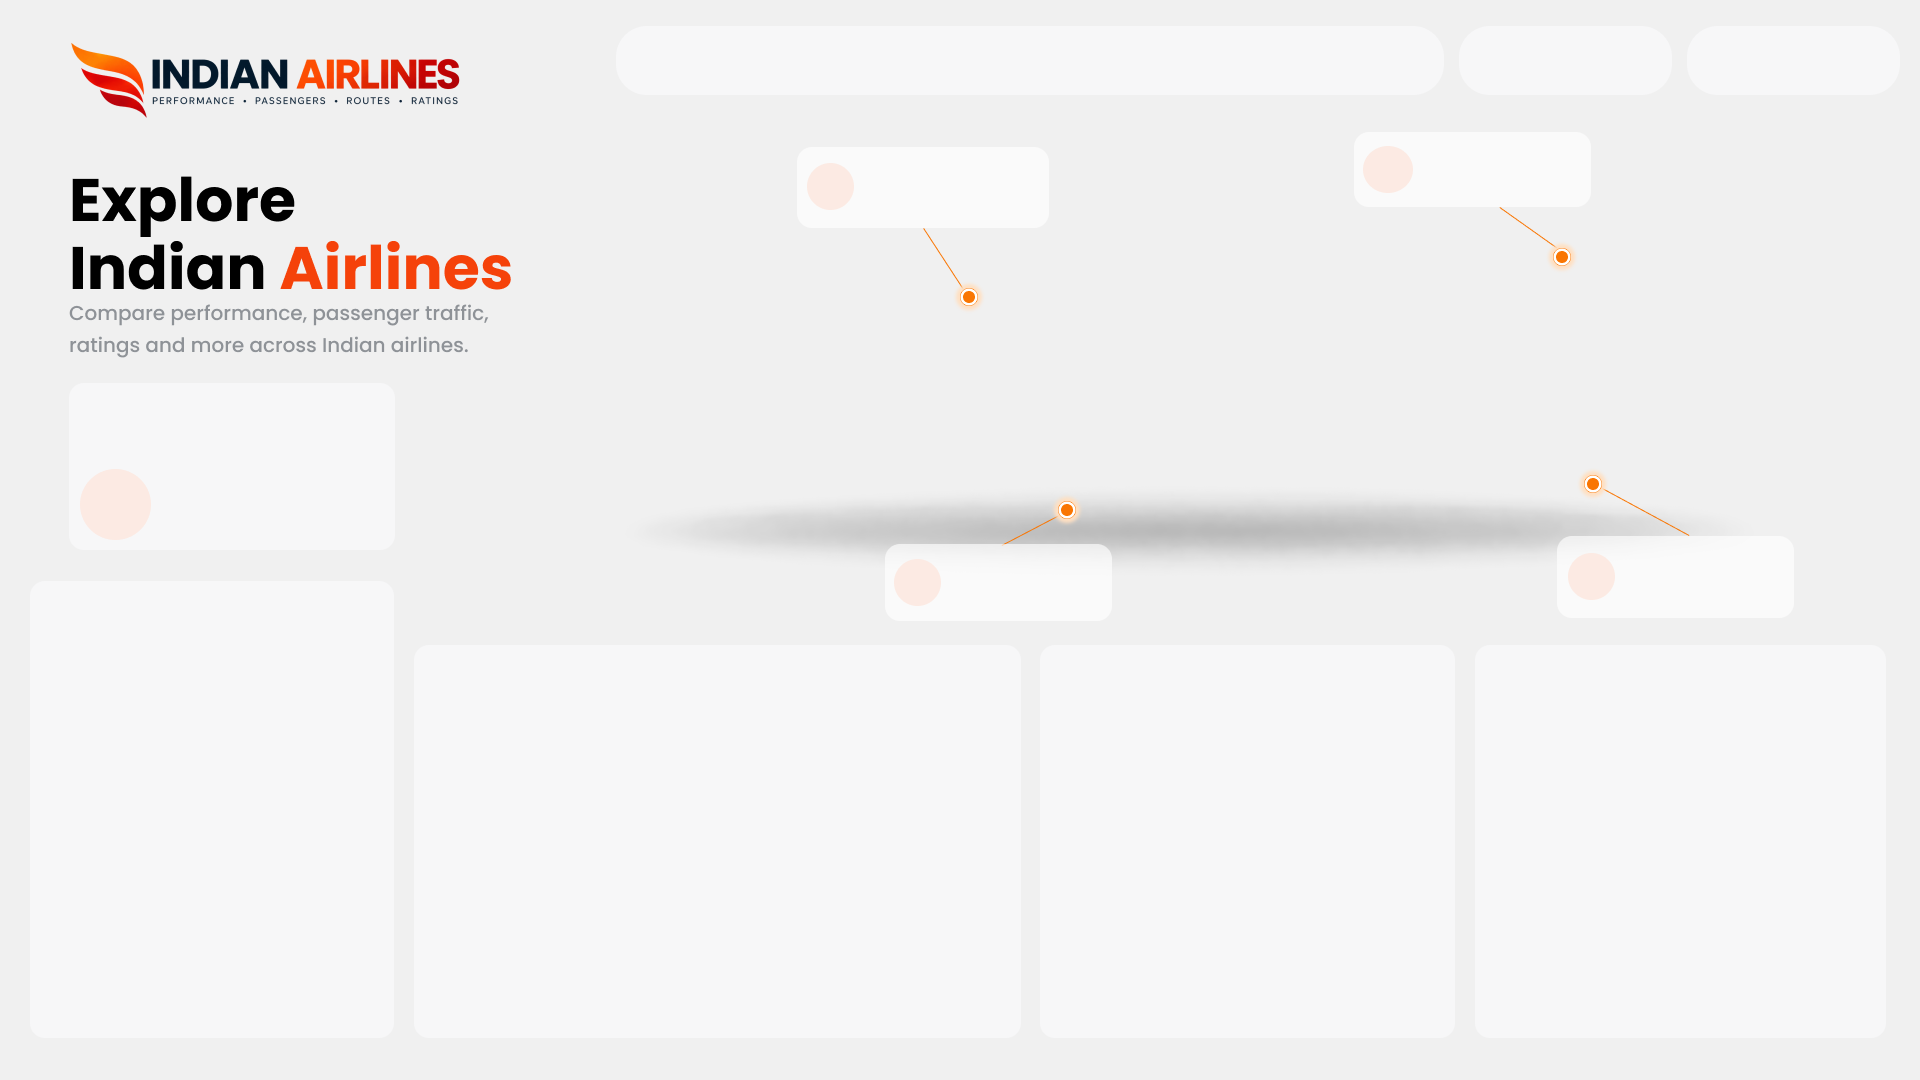 INDIAN AIRLINES
PERFORMANCE • PASSENGERS • ROUTES • RATINGS
Explore
Indian Airlines
Compare performance, passenger traffic,
ratings and more across Indian airlines.